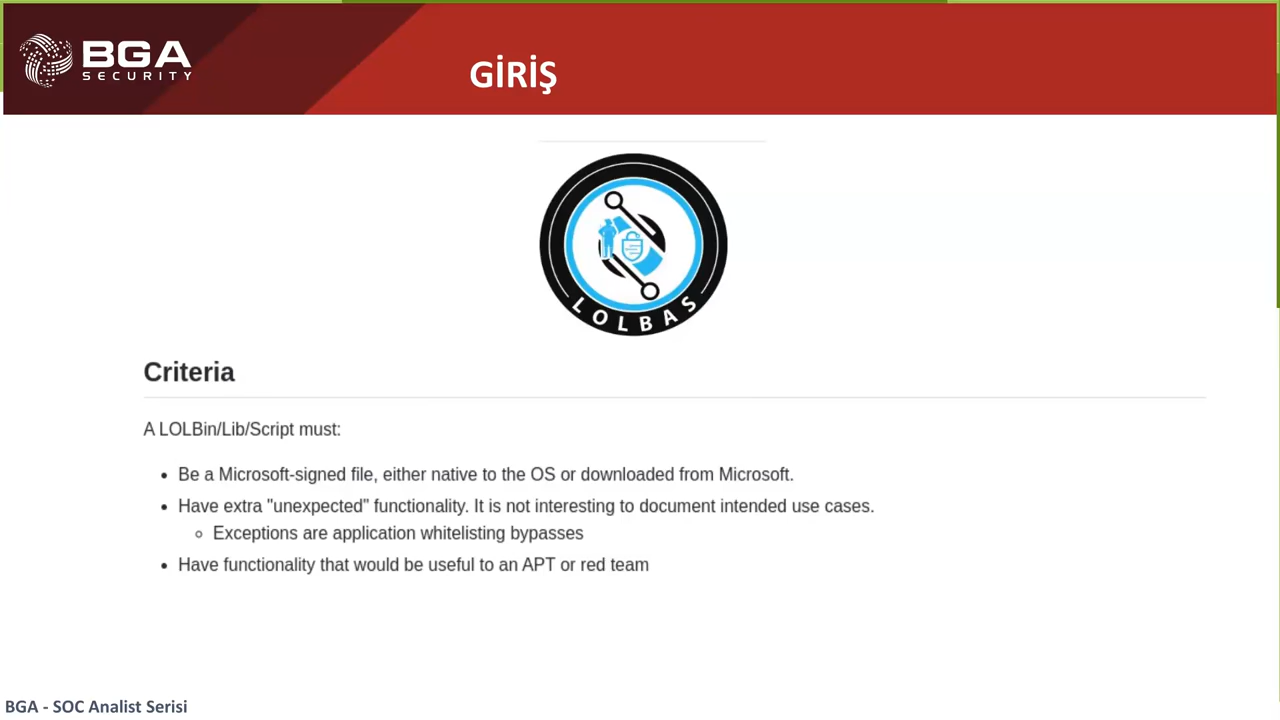 BGA
SECURITY
GİRİŞ
LOLBAS
Criteria
A LOLBin/Lib/Script must:
Be a Microsoft-signed file, either native to the OS or downloaded from Microsoft.
Have extra "unexpected" functionality. It is not interesting to document intended use cases.
Exceptions are application whitelisting bypasses
Have functionality that would be useful to an APT or red team
BGA - SOC Analist Serisi